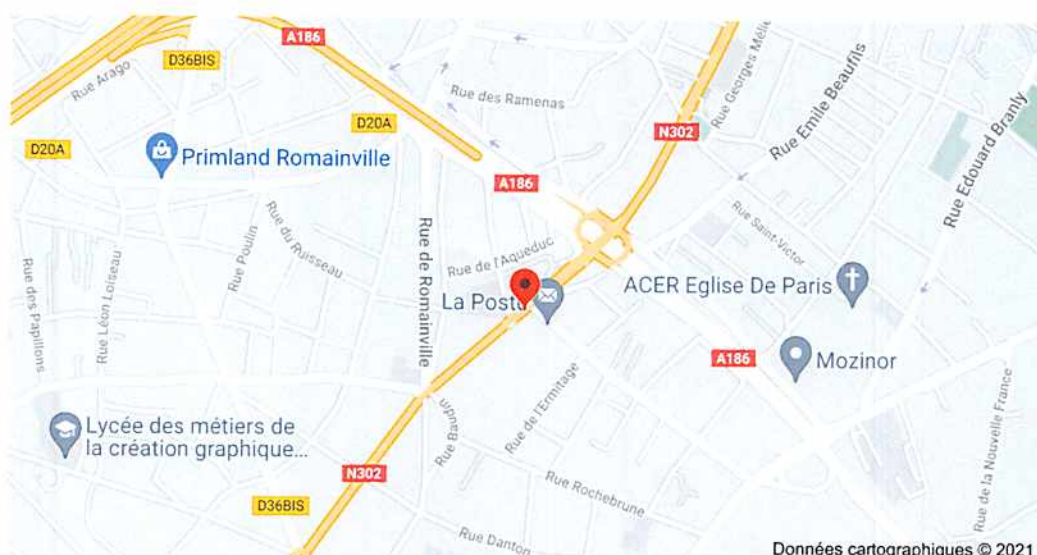 A186
D36BIS
Rue Arago
Rue des Ramenas
Rue Georges Méliè
Rue Emile Beaufils
D20A
N302
D20A
Primland Romainville
A186
Rue Edouard Branly
Rue Poulin
Rue du Ruisseau
Rue de Romainville
Rue de l'Aqueduc
Rue Saint-Victor
Rue des Papillons
Rue Léon Loiseau
La Poste
ACER Eglise De Paris
A186
Mozinor
Lycée des métiers de
la création graphique...
Rue Baudin
Rue de l'Ermitage
N302
Rue Rochebrune
Rue de la Nouvelle France
D36BIS
Rue Danton
Données cartographiques © 2021